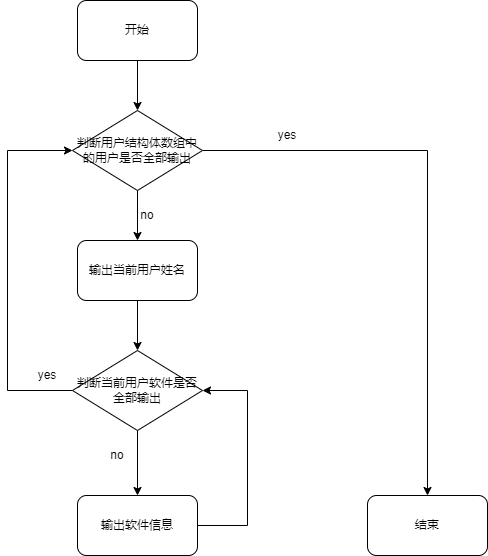 开始
判断用户结构体数组中
的用户是否全部输出
yes
no
输出当前用户姓名
判断当前用户软件是否
全部输出
yes
no
输出软件信息
结束